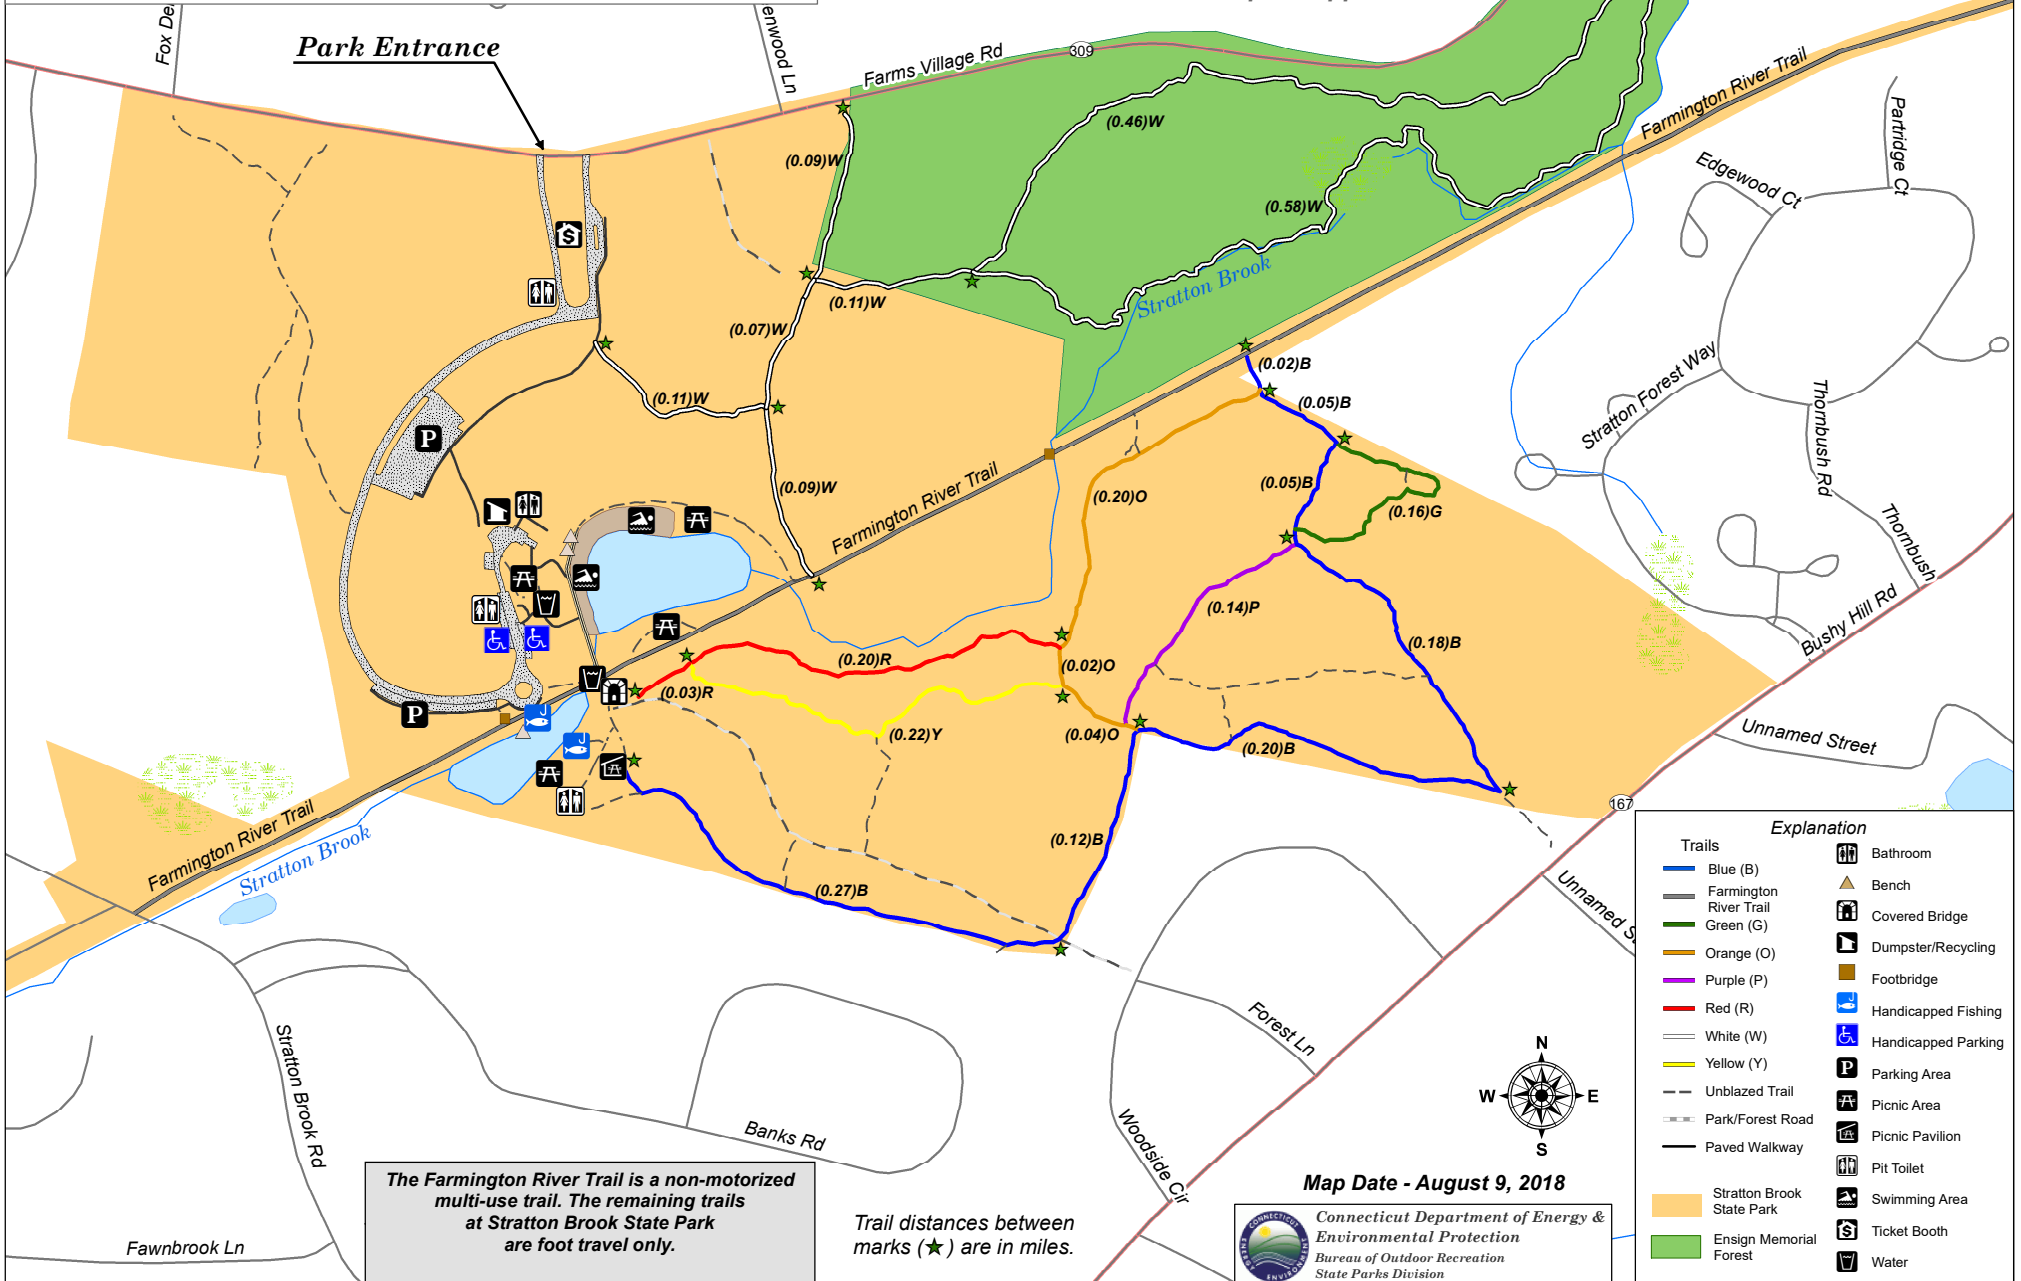 Fox De
enwood Ln
Park Entrance
Farms Village Rd
309
Farmington River Trail
Partridge Ct
Edgewood Ct
(0.46)W
(0.09)W
(0.58)W
Stratton Brook
(0.11)W
(0.07)W
(0.11)W
(0.02)B
(0.05)B
Stratton Forest Way
Thornbush Rd
P
(0.09)W
Farmington River Trail
(0.20)O
(0.05)B
(0.16)G
Thornbush
Bushy Hill Rd
(0.14)P
(0.18)B
(0.20)R
(0.02)O
(0.03)R
P
(0.22)Y
(0.04)O
(0.20)B
Unnamed Street
167
Farmington River Trail
Stratton Brook
(0.12)B
(0.27)B
Unnamed S
Forest Ln
Stratton Brook Rd
Banks Rd
Woodside Cir
Fawnbrook Ln
The Farmington River Trail is a non-motorized
multi-use trail. The remaining trails
at Stratton Brook State Park
are foot travel only.
Trail distances between
marks (★) are in miles.
N
W E
S
Map Date - August 9, 2018
CONNECTICUT
ENERGY ENVIRONMENT
Connecticut Department of Energy &
Environmental Protection
Bureau of Outdoor Recreation
State Parks Division
Explanation
Trails
Blue (B)
Farmington
River Trail
Green (G)
Orange (O)
Purple (P)
Red (R)
White (W)
Yellow (Y)
Unblazed Trail
Park/Forest Road
Paved Walkway
Stratton Brook
State Park
Ensign Memorial
Forest
Bathroom
Bench
Covered Bridge
Dumpster/Recycling
Footbridge
Handicapped Fishing
Handicapped Parking
P Parking Area
Picnic Area
Picnic Pavilion
Pit Toilet
Swimming Area
$ Ticket Booth
Water